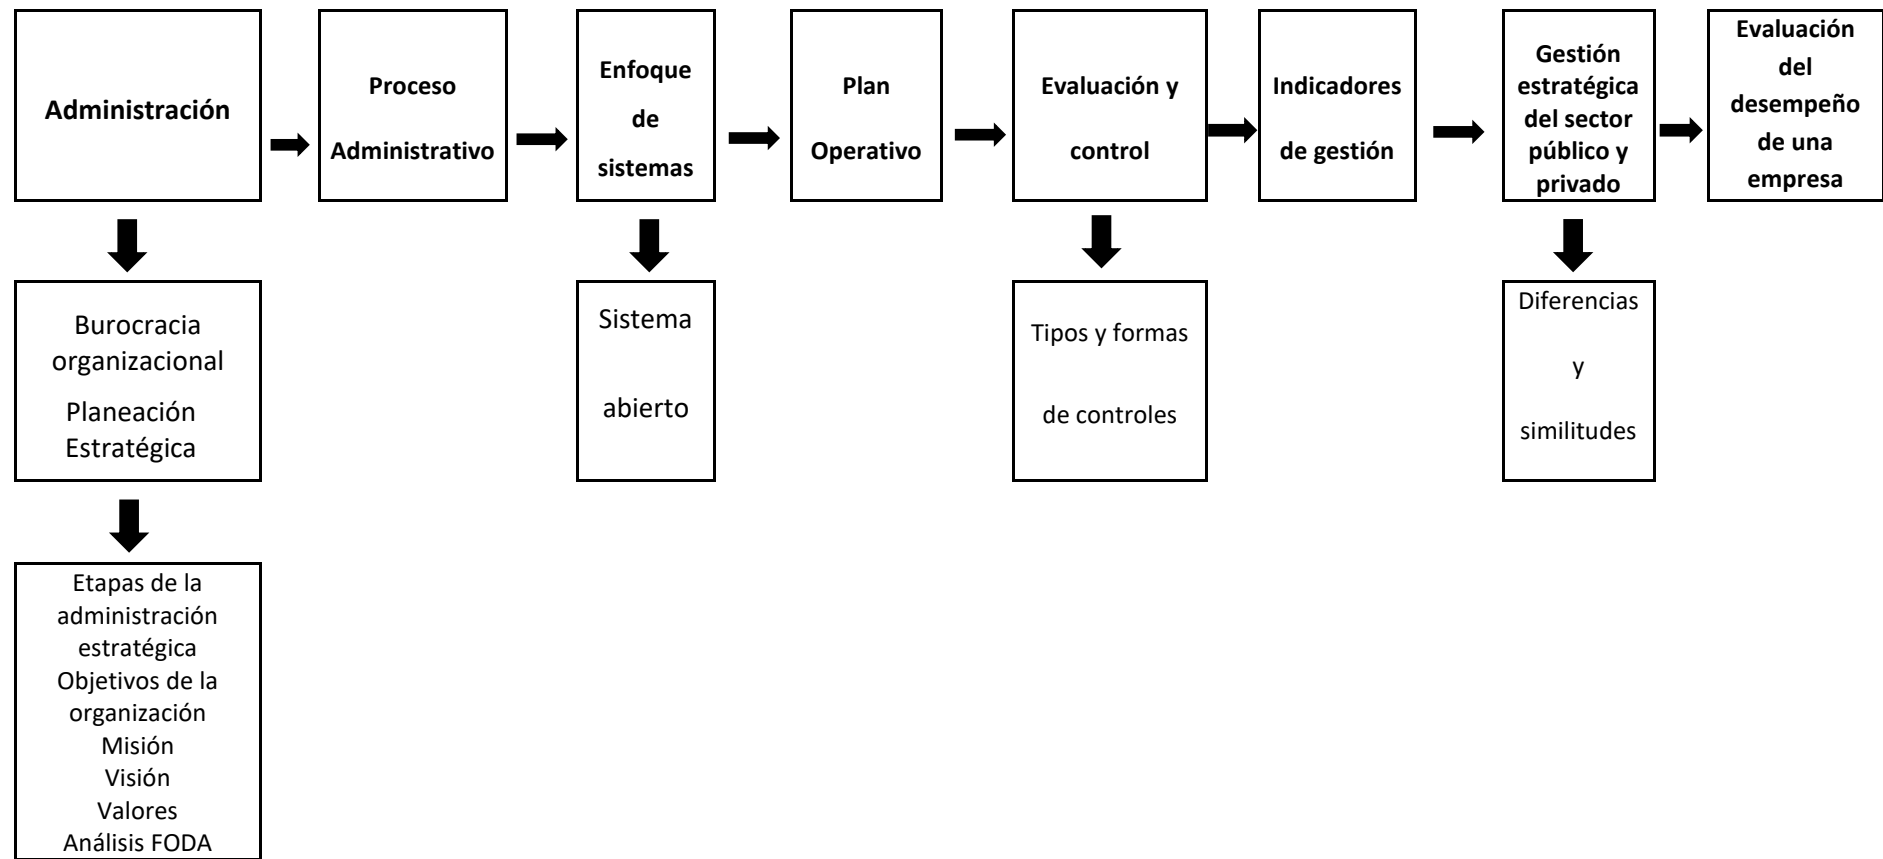 Administración
Proceso
Administrativo
Enfoque
de
sistemas
Plan
Operativo
Evaluación y
control
Indicadores
de gestión
Gestión
estratégica
del sector
público y
privado
Evaluación
del
desempeño
de una
empresa
Burocracia
organizacional
Planeación
Estratégica
Sistema
abierto
Tipos y formas
de controles
Diferencias
y
similitudes
Etapas de la
administración
estratégica
Objetivos de la
organización
Misión
Visión
Valores
Análisis FODA